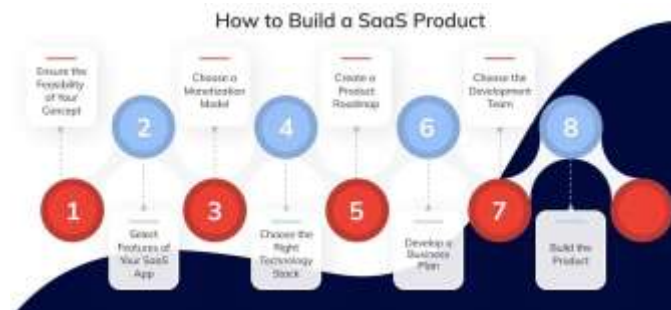 How to Build a SaaS Product
Ensure the
Feasibility
of Your
Concept
Choose a
Monetization
Model
Create a
Product
Roadmap
Choose the
Development
Team
2
4
6
8
1
3
5
7
Select
Features of
Your SaaS
App
Choose the
Right
Technology
Stack
Develop a
Business
Plan
Build the
Product